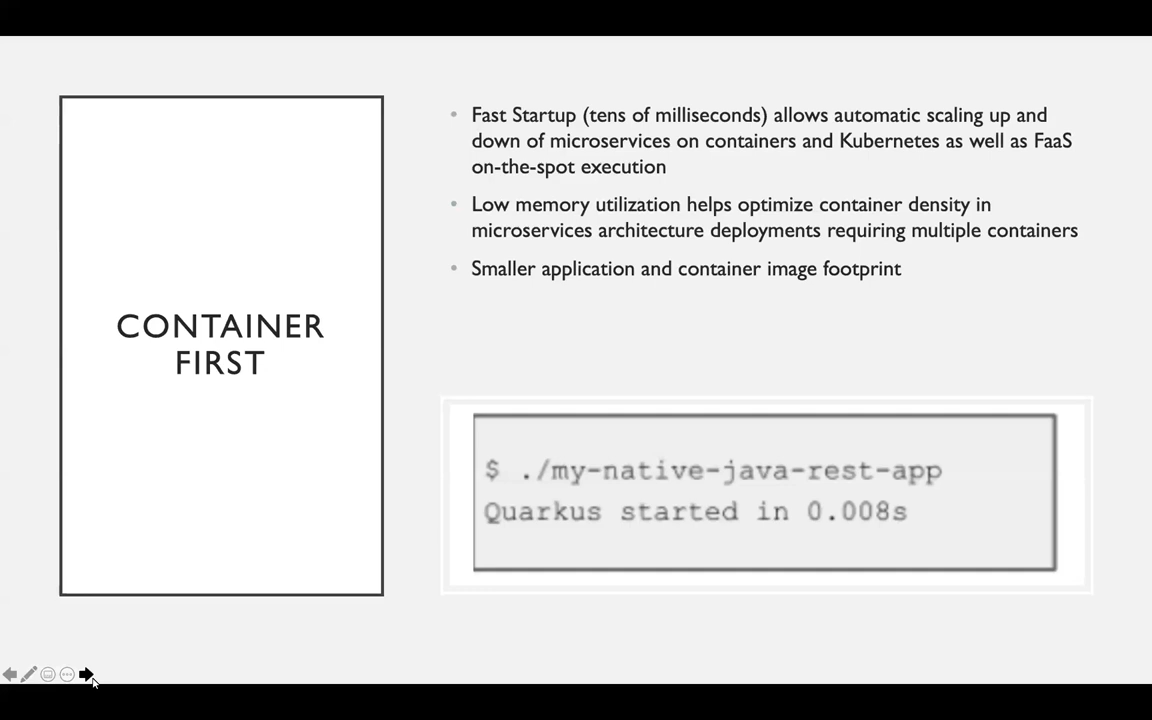 CONTAINER
FIRST
• Fast Startup (tens of milliseconds) allows automatic scaling up and
down of microservices on containers and Kubernetes as well as FaaS
on-the-spot execution
• Low memory utilization helps optimize container density in
microservices architecture deployments requiring multiple containers
• Smaller application and container image footprint
$ ./my-native-java-rest-app
Quarkus started in 0.008s